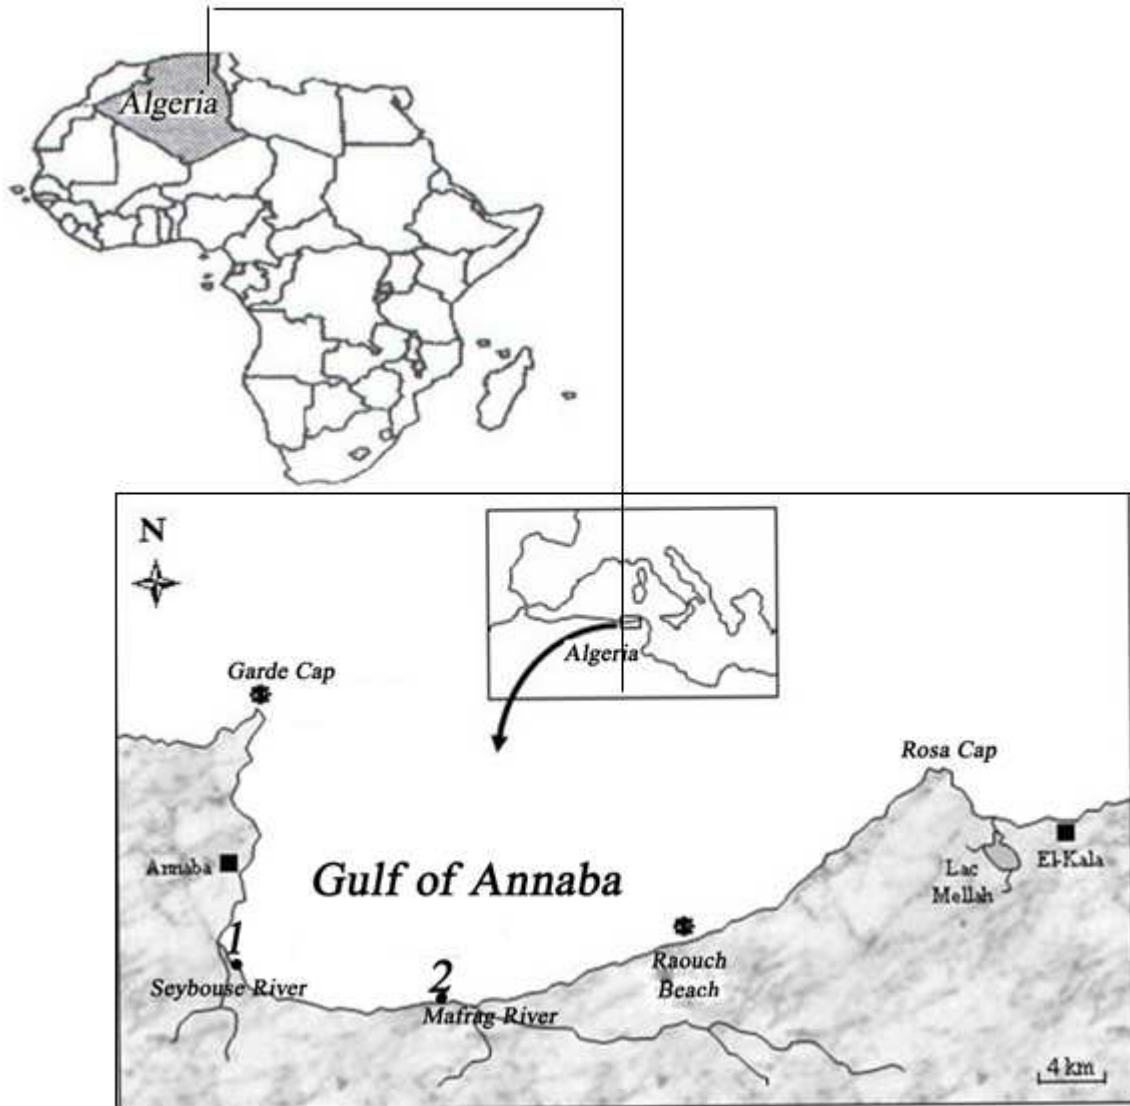 Algeria
N
Algeria
Garde Cap
Rosa Cap
Annaba
Gulf of Annaba
El-Kala
Lac
Mellah
1
2
Raouch
Beach
Seybouse River
Mafrag River
4 km